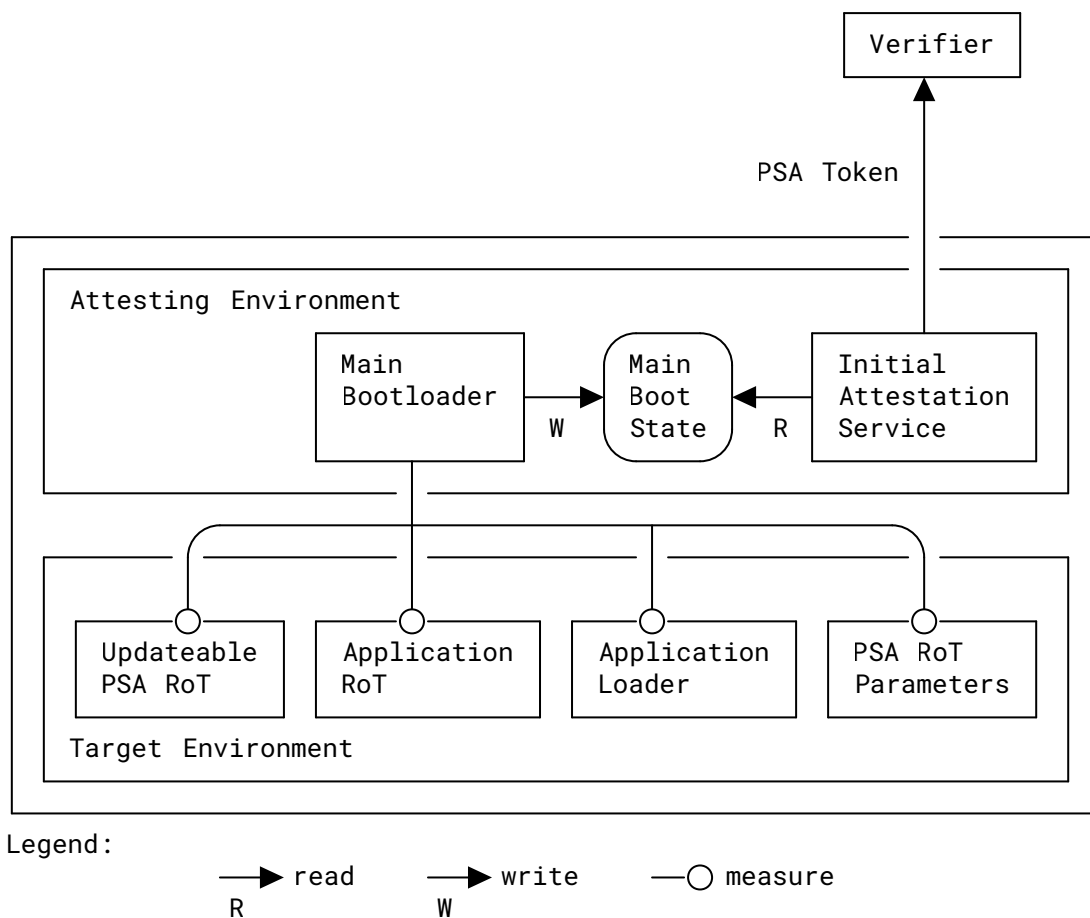 Verifier
PSA Token
Attesting Environment
Main
Bootloader
W
Main
Boot
State
R
Initial
Attestation
Service
Updateable
PSA RoT
Application
RoT
Application
Loader
PSA RoT
Parameters
Target Environment
Legend:
read
R
write
W
measure